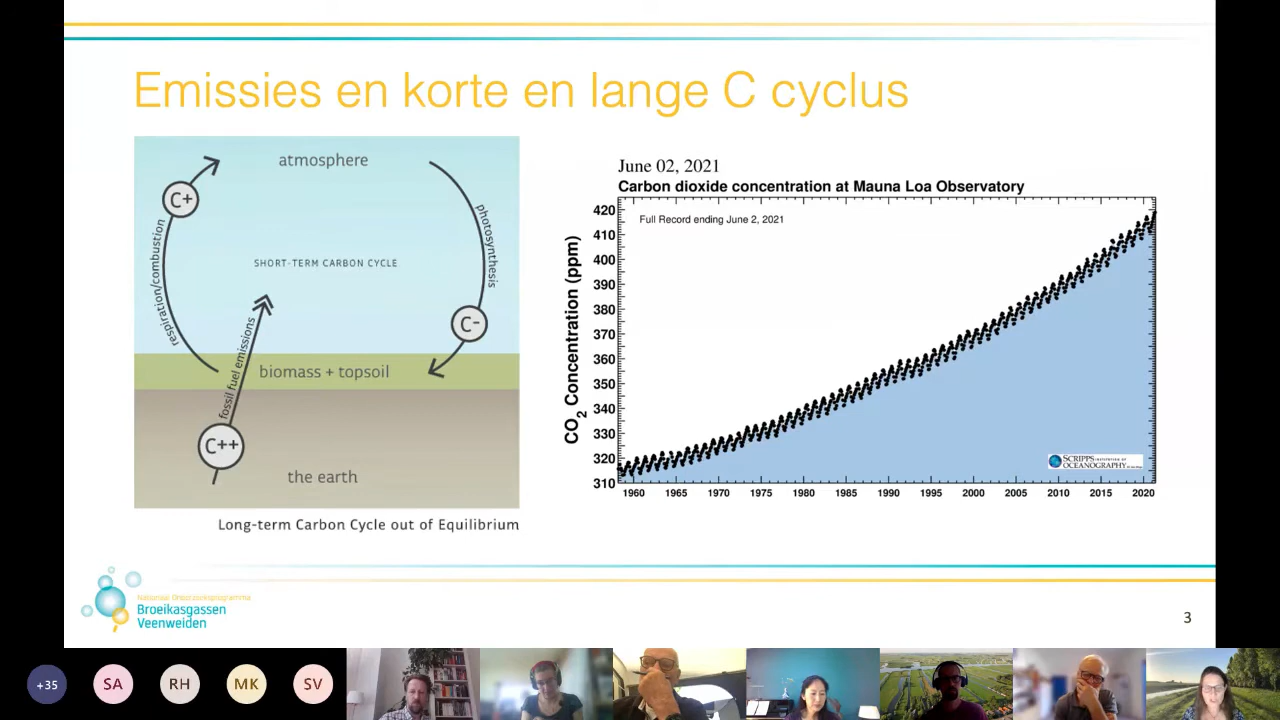 Emissies en korte en lange C cyclus
atmosphere
C+
respiration/combustion
photosynthesis
SHORT-TERM CARBON CYCLE
C-
fossil fuel emissions
biomass + topsoil
C++
the earth
Long-term Carbon Cycle out of Equilibrium
June 02, 2021
Carbon dioxide concentration at Mauna Loa Observatory
Full Record ending June 2, 2021
CO2 Concentration (ppm)
420
410
400
390
380
370
360
350
340
330
320
310
1960 1965 1970 1975 1980 1985 1990 1995 2000 2005 2010 2015 2020
SCRIPPS INSTITUTION OF
OCEANOGRAPHY
Nationaal Onderzoeksprogramma
Broeikasgassen
Veenweiden
3
+35 SA RH MK SV